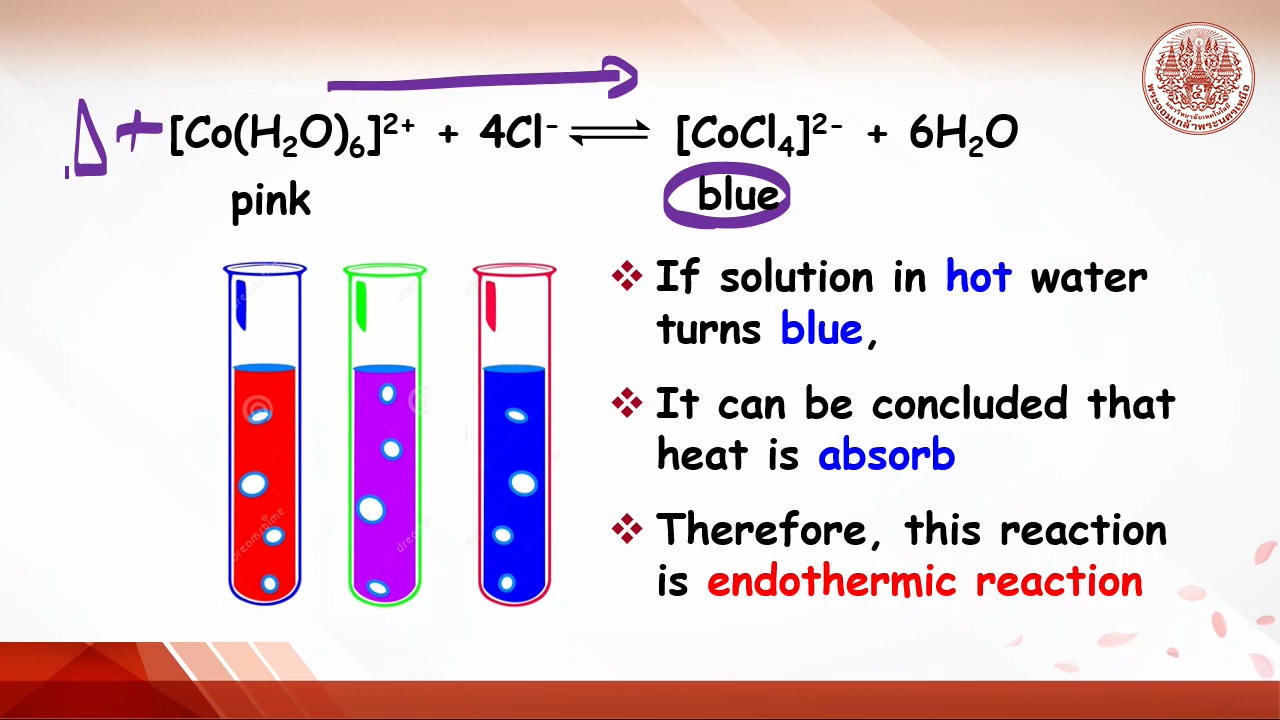 Δ + [Co(H₂O)₆]²⁺ + 4Cl⁻ ⇌ [CoCl₄]²⁻ + 6H₂O
pink
blue
If solution in hot water
turns blue,
It can be concluded that
heat is absorb
Therefore, this reaction
is endothermic reaction